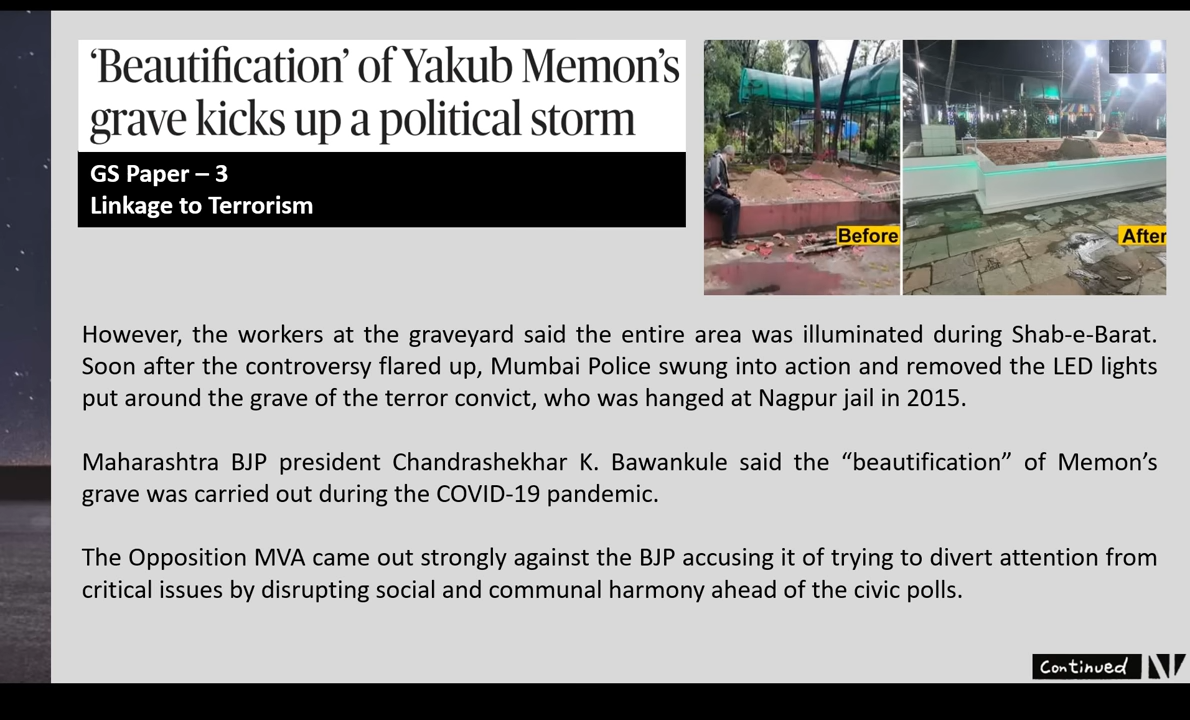 ‘Beautification’ of Yakub Memon’s
grave kicks up a political storm
GS Paper – 3
Linkage to Terrorism
Before
After
However, the workers at the graveyard said the entire area was illuminated during Shab-e-Barat.
Soon after the controversy flared up, Mumbai Police swung into action and removed the LED lights
put around the grave of the terror convict, who was hanged at Nagpur jail in 2015.
Maharashtra BJP president Chandrashekhar K. Bawankule said the “beautification” of Memon’s
grave was carried out during the COVID-19 pandemic.
The Opposition MVA came out strongly against the BJP accusing it of trying to divert attention from
critical issues by disrupting social and communal harmony ahead of the civic polls.
Continued